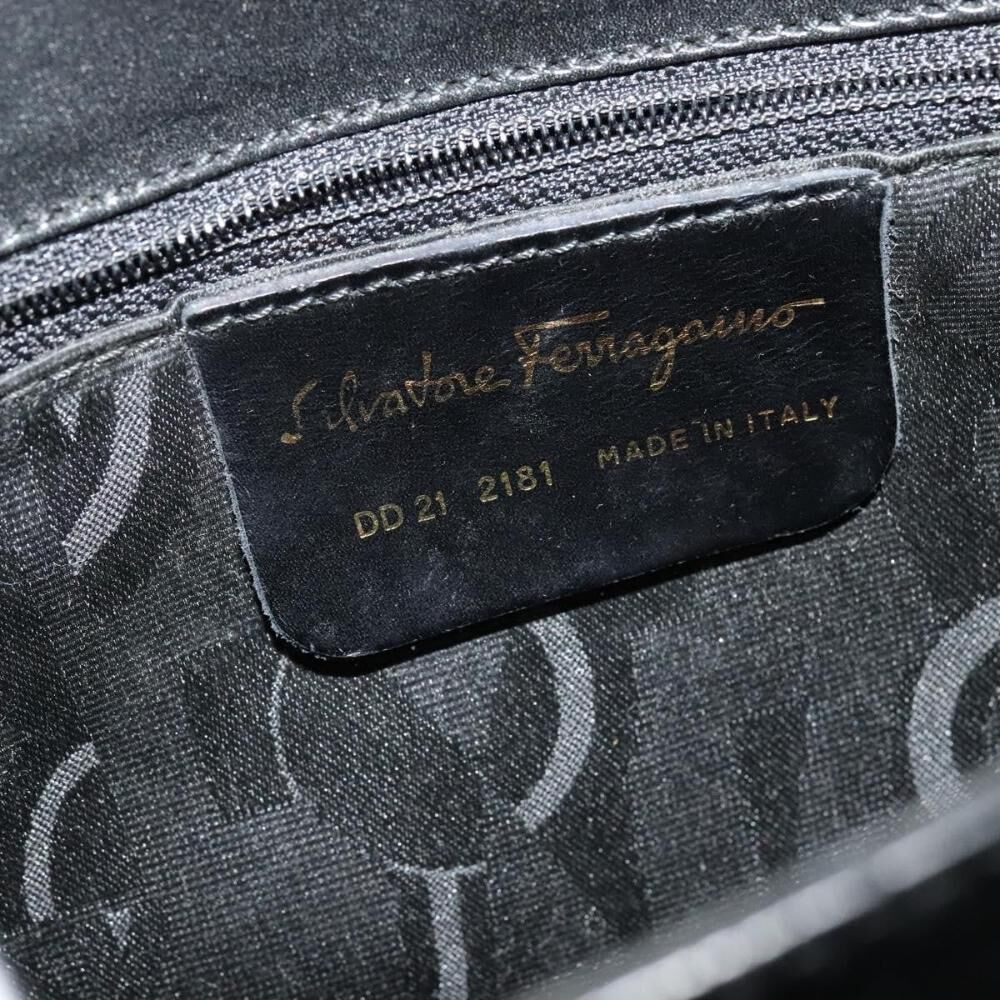 Salvatore Ferragamo
DD 21 2181 MADE IN ITALY